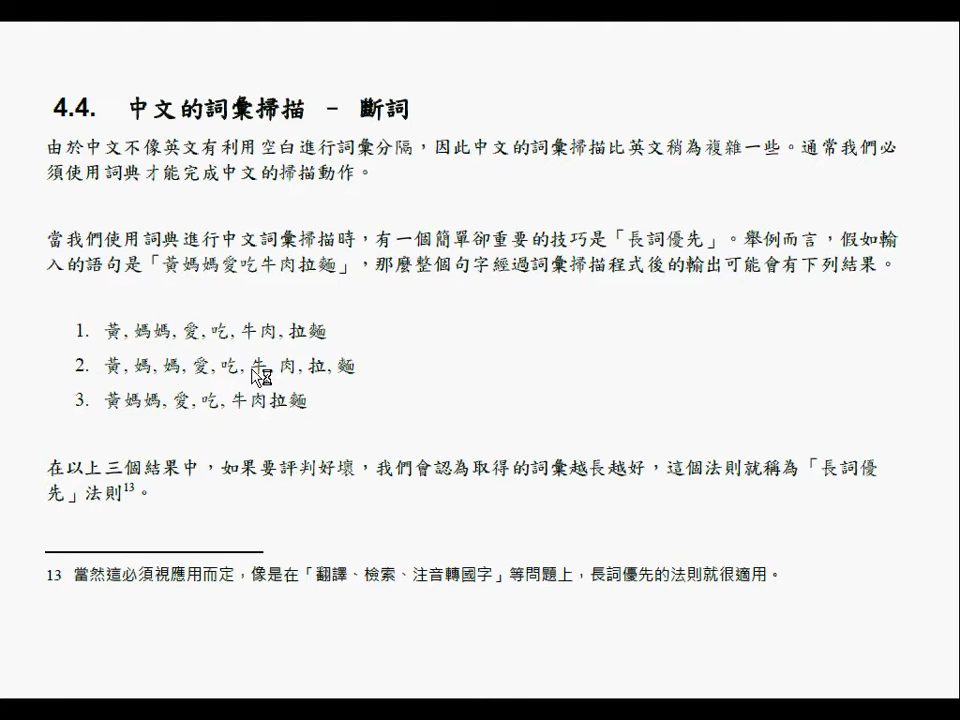 4.4. 中文的詞彙掃描 – 斷詞
由於中文不像英文有利用空白進行詞彙分隔，因此中文的詞彙掃描比英文稍為複雜一些。通常我們必
須使用詞典才能完成中文的掃描動作。
當我們使用詞典進行中文詞彙掃描時，有一個簡單卻重要的技巧是「長詞優先」。舉例而言，假如輸
入的語句是「黃媽媽愛吃牛肉拉麵」，那麼整個句子經過詞彙掃描程式後的輸出可能會有下列結果。
1. 黃, 媽媽, 愛, 吃, 牛肉, 拉麵
2. 黃, 媽, 媽, 愛, 吃, 牛, 肉, 拉, 麵
3. 黃媽媽, 愛, 吃, 牛肉拉麵
在以上三個結果中，如果要評判好壞，我們會認為取得的詞彙越長越好，這個法則就稱為「長詞優
先」法則13。
13 當然這必須視應用而定，像是在「翻譯、檢索、注音轉國字」等問題上，長詞優先的法則就很適用。